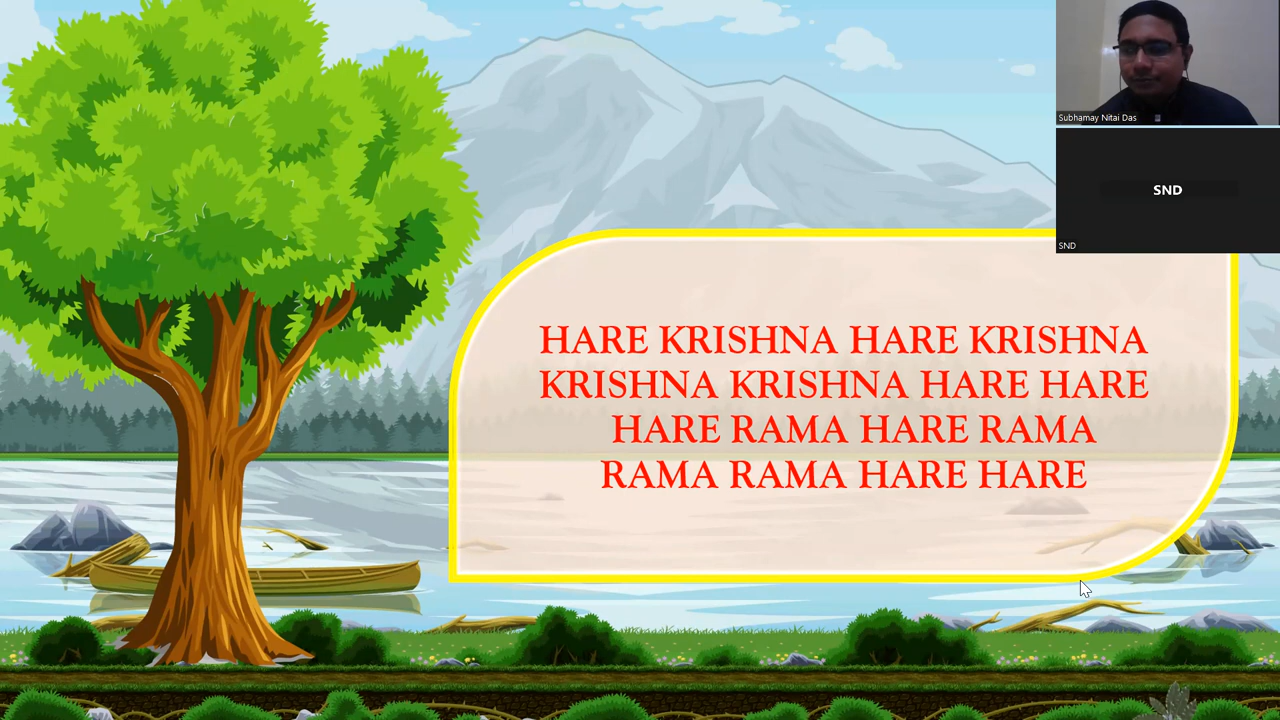 Subhamay Nitai Das
SND
SND
HARE KRISHNA HARE KRISHNA
KRISHNA KRISHNA HARE HARE
HARE RAMA HARE RAMA
RAMA RAMA HARE HARE